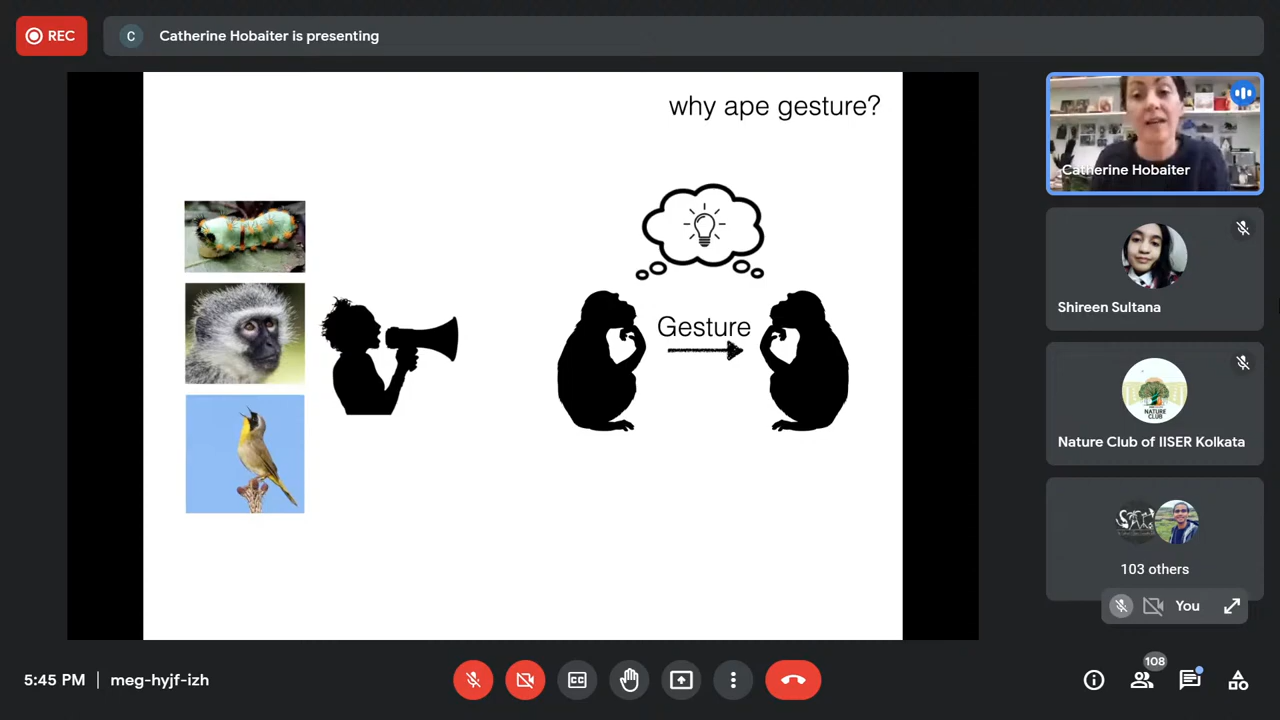 REC
C
Catherine Hobaiter is presenting
why ape gesture?
Gesture
Catherine Hobaiter
Shireen Sultana
NATURE
CLUB
Nature Club of IISER Kolkata
103 others
You
5:45 PM | meg-hyjf-izh
CC
108